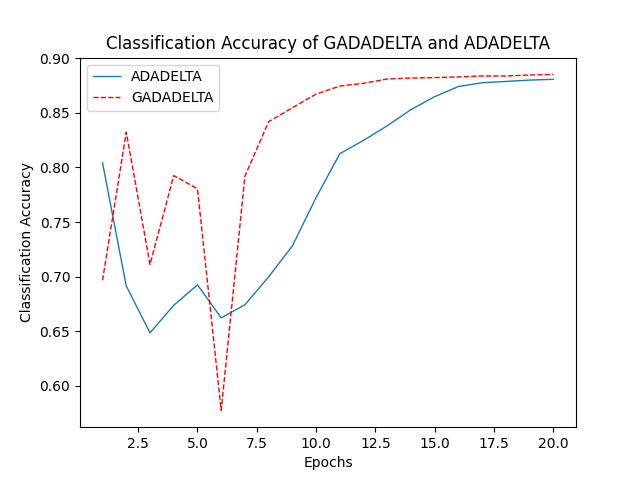 Classification Accuracy of GADADELTA and ADADELTA
ADADELTA
GADADELTA
Classification Accuracy
0.90
0.85
0.80
0.75
0.70
0.65
0.60
2.5 5.0 7.5 10.0 12.5 15.0 17.5 20.0
Epochs